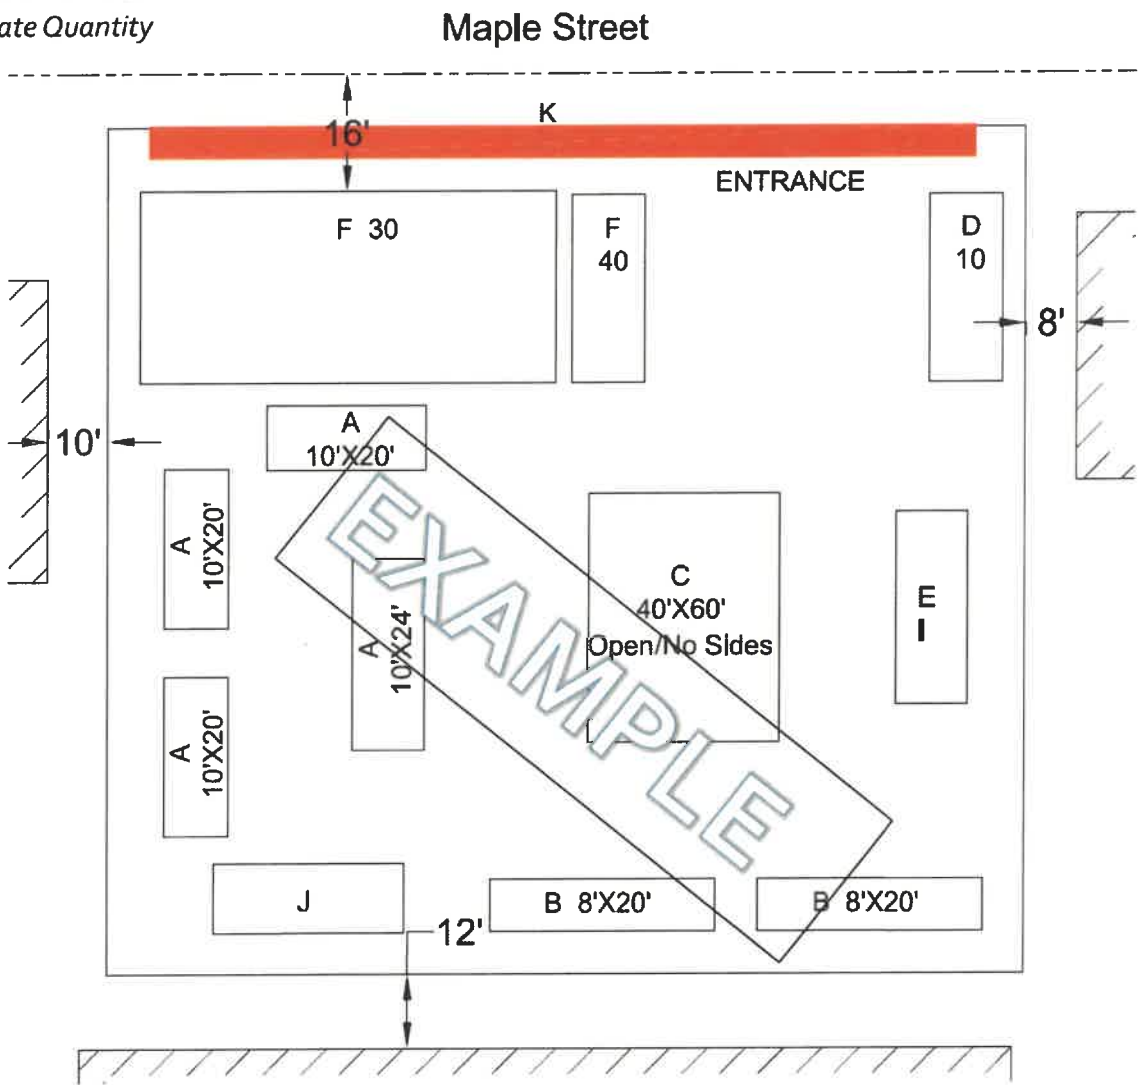 ate Quantity
Maple Street
K
16'
ENTRANCE
F 30
F
40
D
10
8'
10'
A
10'X20'
A
10'X20'
A
10'X24'
C
40'X60'
Open/No Sides
E
I
A
10'X20'
EXAMPLE
J
B 8'X20'
B 8'X20'
12'